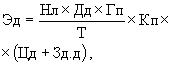 Эд = Нл × Дд × Гп / Т × Кп ×
× (Цд + Зд.д) ,